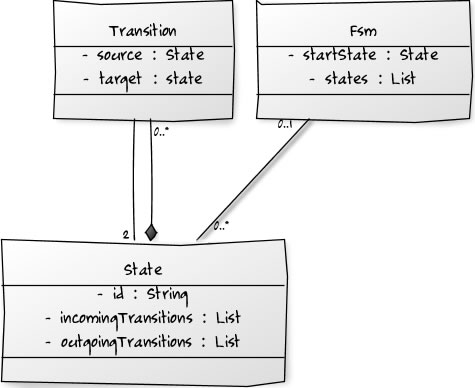 Transition
- source : State
- target : state
Fsm
- startState : State
- states : List
0..*
0..1
2
0..*
State
- id : String
- incomingTransitions : List
- outgoingTransitions : List